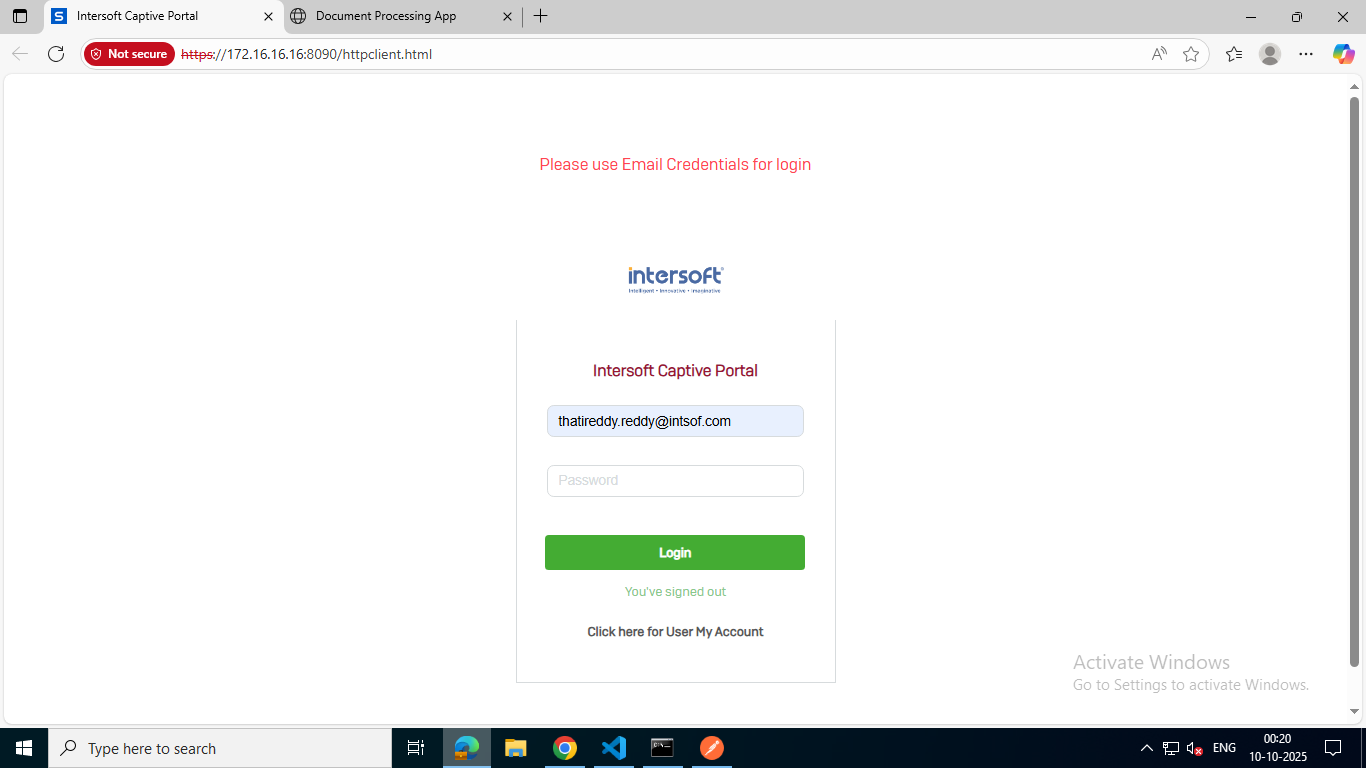 Intersoft Captive Portal
Document Processing App
Not secure
https://172.16.16.16:8090/httpclient.html
Please use Email Credentials for login
intersoft
Intelligent • Innovative • Imaginative
Intersoft Captive Portal
thatireddy.reddy@intsof.com
Password
Login
You've signed out
Click here for User My Account
Activate Windows
Go to Settings to activate Windows.
Type here to search
ENG
00:20
10-10-2025